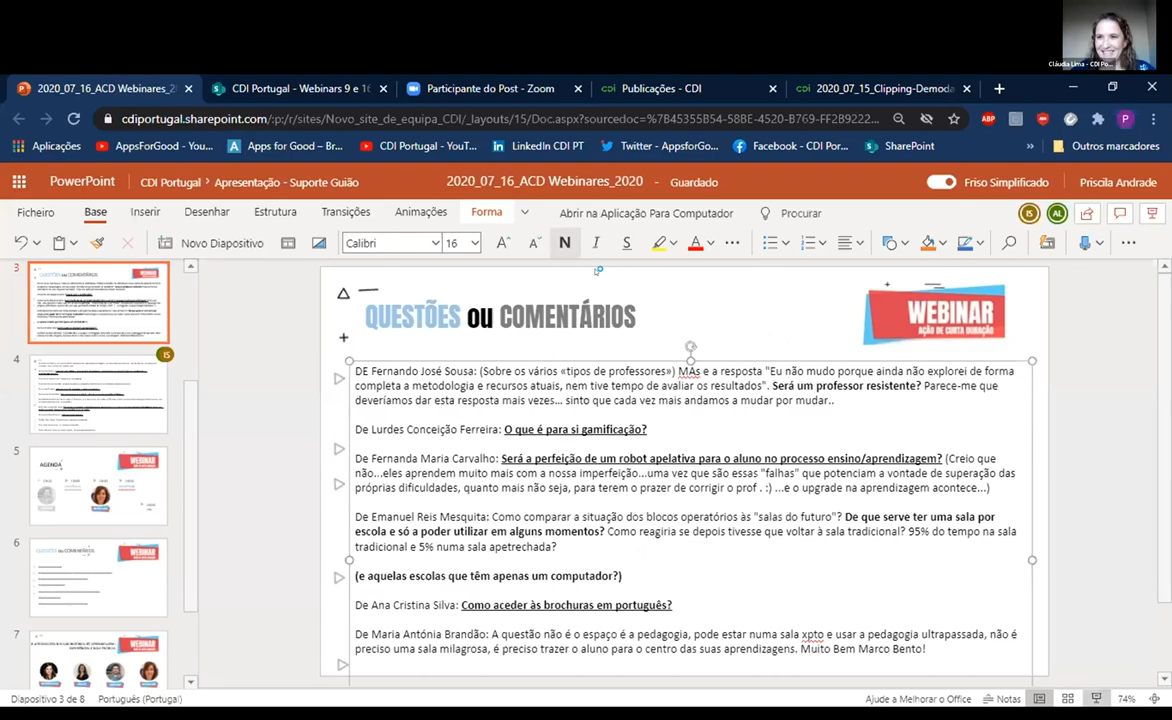 Cláudia Lima - CDI Po...
2020_07_16_ACD Webinares_2
CDI Portugal - Webinars 9 e 16
Participante do Post - Zoom
Publicações - CDI
2020_07_15_Clipping-Demoda
cdiportugal.sharepoint.com/:p:/r/sites/Novo_site_de_equipa_CDI/_layouts/15/Doc.aspx?sourcedoc=%7B45355B54-58BE-4520-B769-FF2B9222...
ABP
P
Aplicações
AppsForGood - You...
Apps for Good – Br...
CDI Portugal - YouT...
LinkedIn CDI PT
Twitter - AppsforGo...
Facebook - CDI Por...
SharePoint
Outros marcadores
PowerPoint
CDI Portugal > Apresentação - Suporte Guião
2020_07_16_ACD Webinares_2020 - Guardado
Friso Simplificado
Priscila Andrade
Ficheiro
Base
Inserir
Desenhar
Estrutura
Transições
Animações
Forma
Abrir na Aplicação Para Computador
Procurar
IS
AL
Novo Diapositivo
Calibri
16
N
I
S
3
4
IS
5
AGENDA
6
7
QUESTÕES ou COMENTÁRIOS
WEBINAR
AÇÃO DE CURTA DURAÇÃO
DE Fernando José Sousa: (Sobre os vários «tipos de professores») MAs e a resposta "Eu não mudo porque ainda não explorei de forma
completa a metodologia e recursos atuais, nem tive tempo de avaliar os resultados". Será um professor resistente? Parece-me que
deveríamos dar esta resposta mais vezes... sinto que cada vez mais andamos a mudar por mudar..
De Lurdes Conceição Ferreira: O que é para si gamificação?
De Fernanda Maria Carvalho: Será a perfeição de um robot apelativa para o aluno no processo ensino/aprendizagem? (Creio que
não...eles aprendem muito mais com a nossa imperfeição...uma vez que são essas "falhas" que potenciam a vontade de superação das
próprias dificuldades, quanto mais não seja, para terem o prazer de corrigir o prof . :) ...e o upgrade na aprendizagem acontece...)
De Emanuel Reis Mesquita: Como comparar a situação dos blocos operatórios às "salas do futuro"? De que serve ter uma sala por
escola e só a poder utilizar em alguns momentos? Como reagiria se depois tivesse que voltar à sala tradicional? 95% do tempo na sala
tradicional e 5% numa sala apetrechada?
(e aquelas escolas que têm apenas um computador?)
De Ana Cristina Silva: Como aceder às brochuras em português?
De Maria Antónia Brandão: A questão não é o espaço é a pedagogia, pode estar numa sala xpto e usar a pedagogia ultrapassada, não é
preciso uma sala milagrosa, é preciso trazer o aluno para o centro das suas aprendizagens. Muito Bem Marco Bento!
Diapositivo 3 de 8
Português (Portugal)
Ajude a Melhorar o Office
Notas
74%